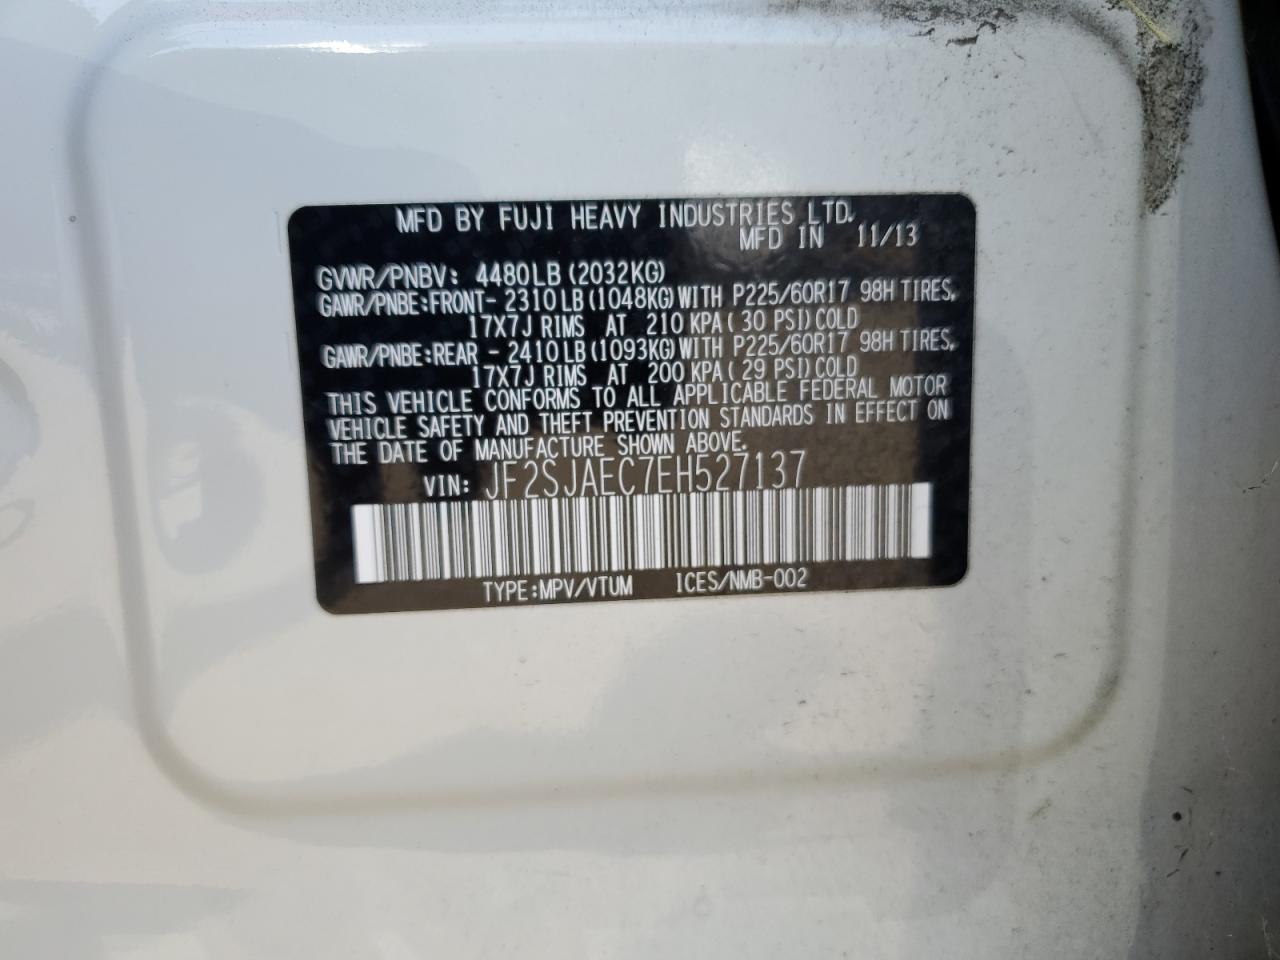 MFD BY FUJI HEAVY INDUSTRIES LTD.
MFD IN 11/13
GVWR/PNBV: 4480LB (2032KG)
GAWR/PNBE:FRONT- 2310LB(1048KG)WITH P225/60R17 98H TIRES,
17X7J RIMS AT 210 KPA( 30 PSI)COLD
GAWR/PNBE:REAR - 2410LB(1093KG)WITH P225/60R17 98H TIRES,
17X7J RIMS AT 200 KPA( 29 PSI)COLD
THIS VEHICLE CONFORMS TO ALL APPLICABLE FEDERAL MOTOR
VEHICLE SAFETY AND THEFT PREVENTION STANDARDS IN EFFECT ON
THE DATE OF MANUFACTURE SHOWN ABOVE.
VIN: JF2SJAEC7EH527137
TYPE:MPV/VTUM ICES/NMB-002